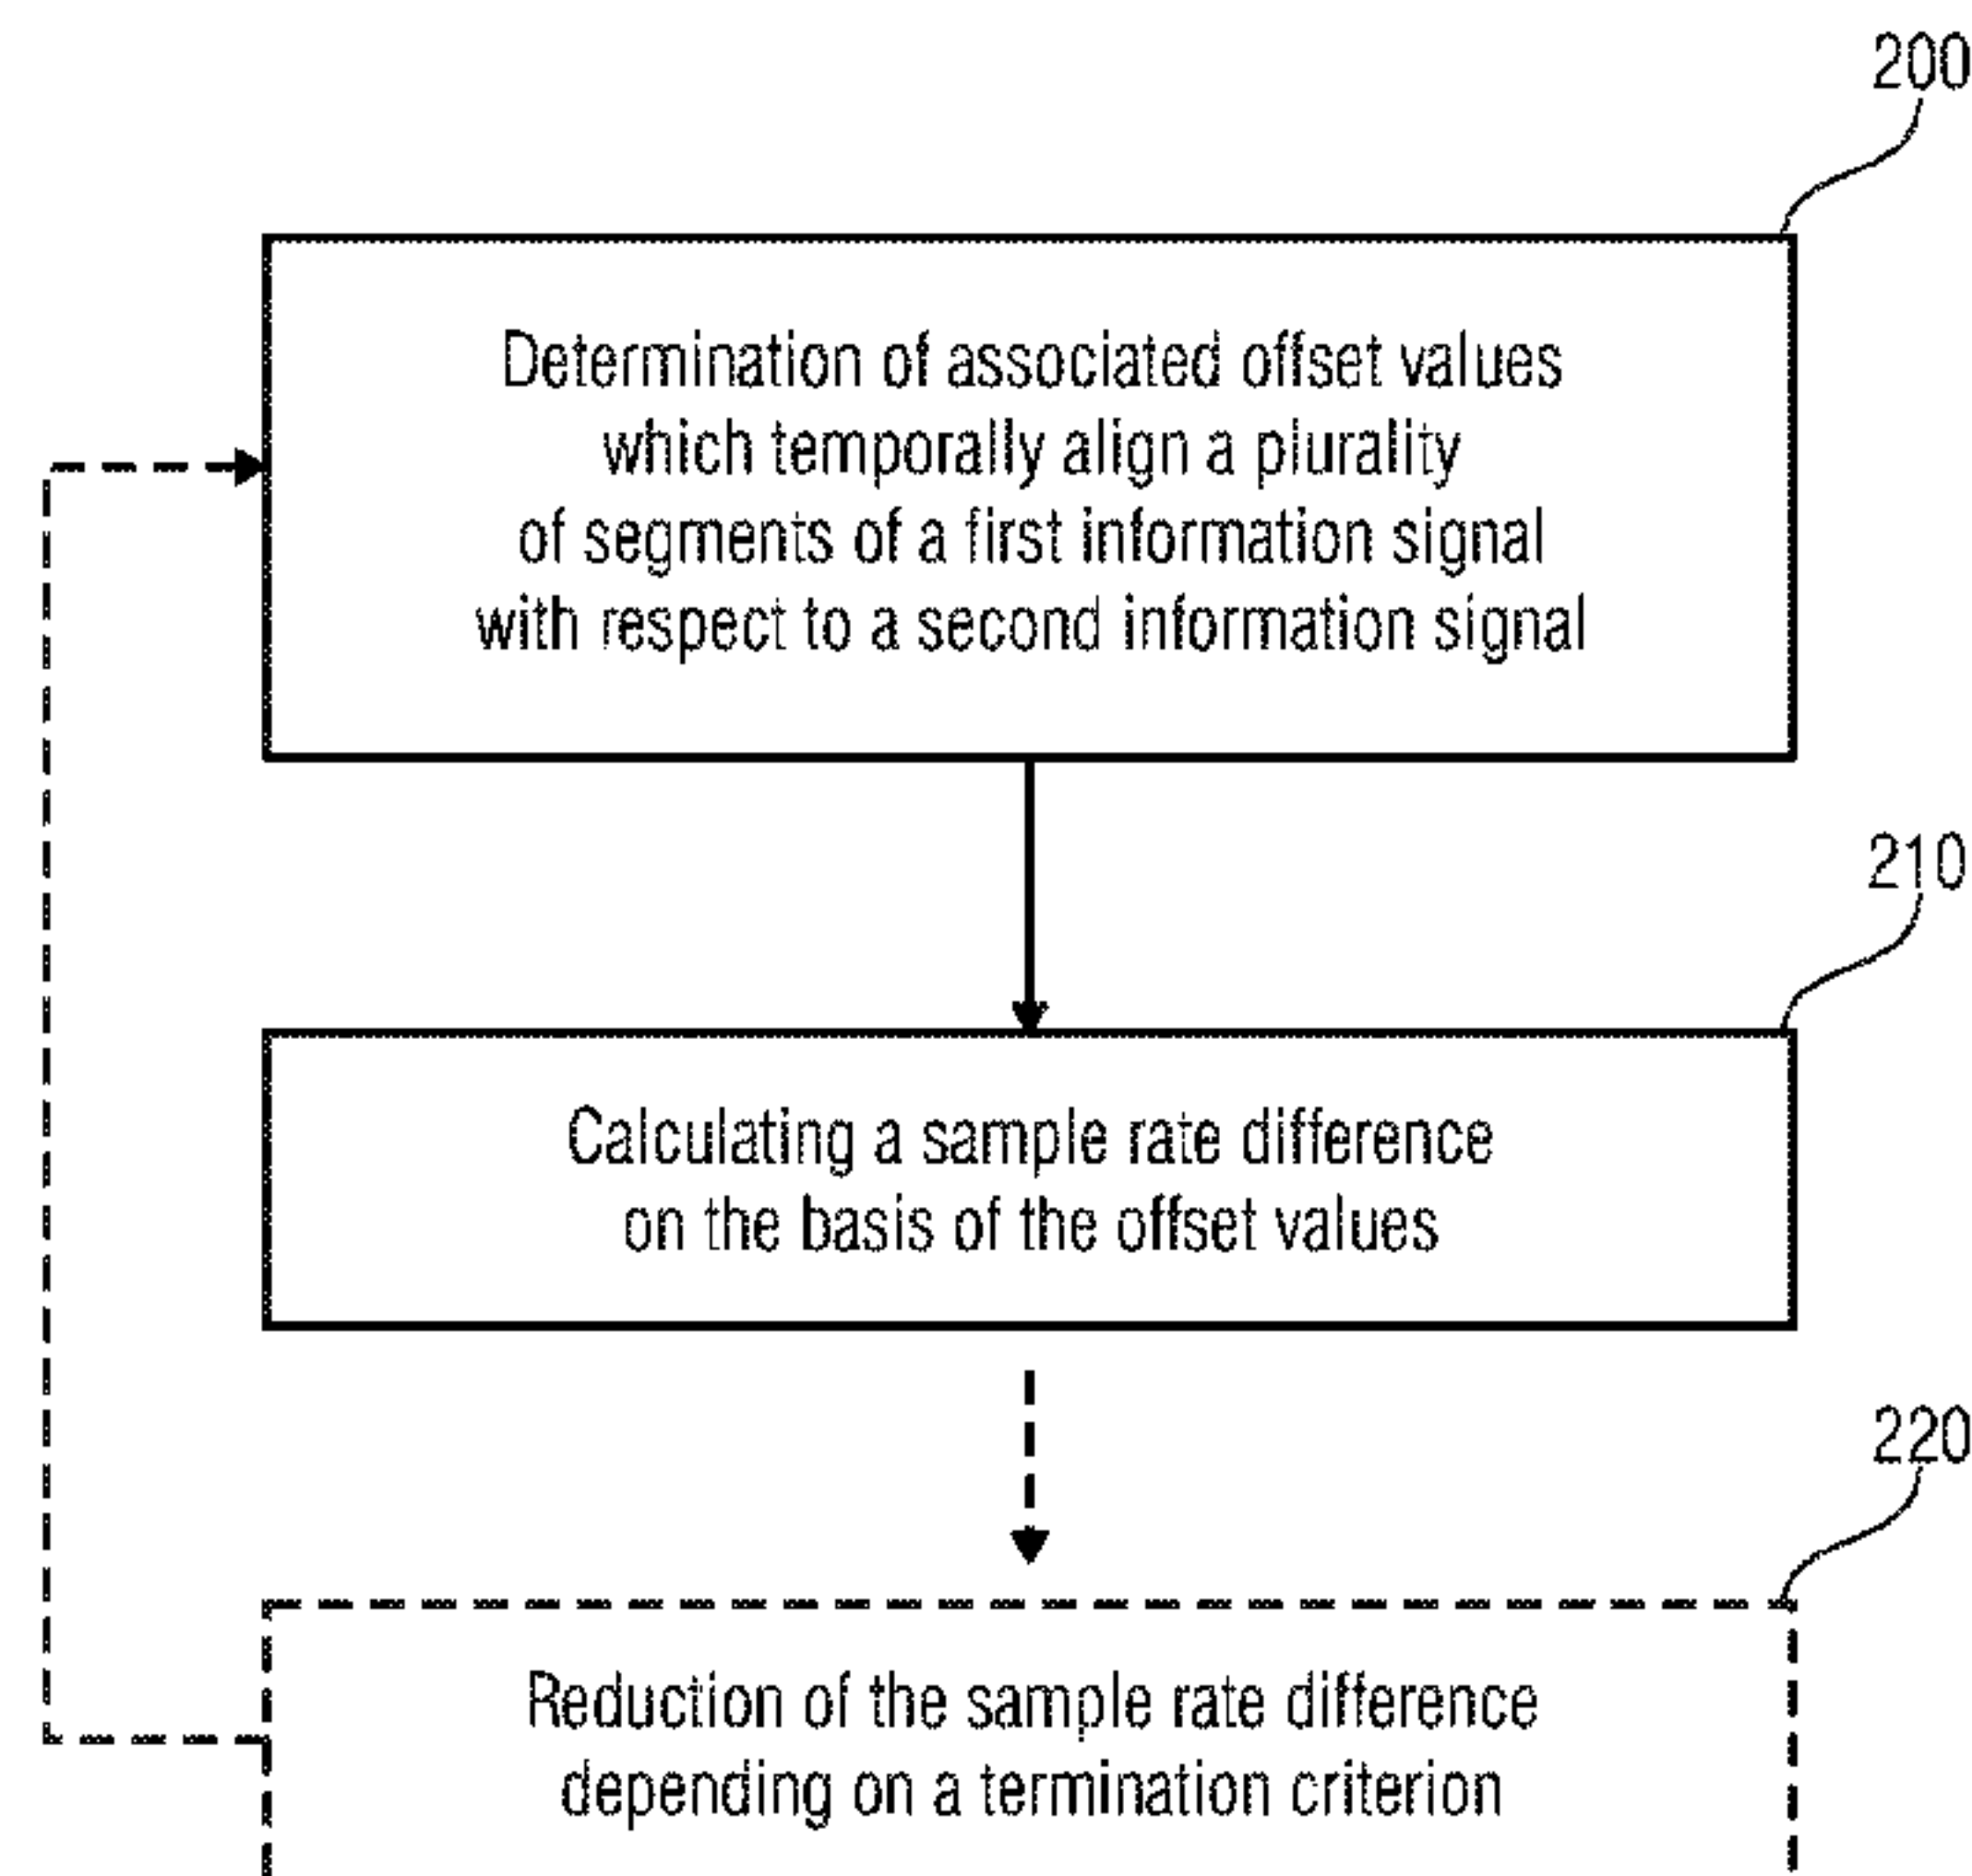 200
Determination of associated offset values
which temporally align a plurality
of segments of a first information signal
with respect to a second information signal
210
Calculating a sample rate difference
on the basis of the offset values
220
Reduction of the sample rate difference
depending on a termination criterion